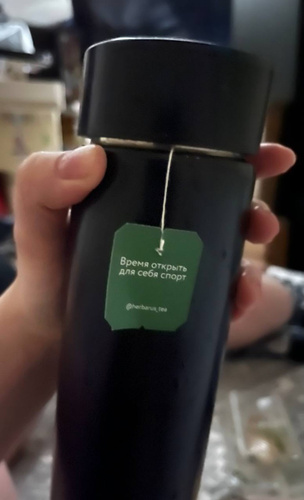 Время открыть
для себя спорт
@herbarus_tea